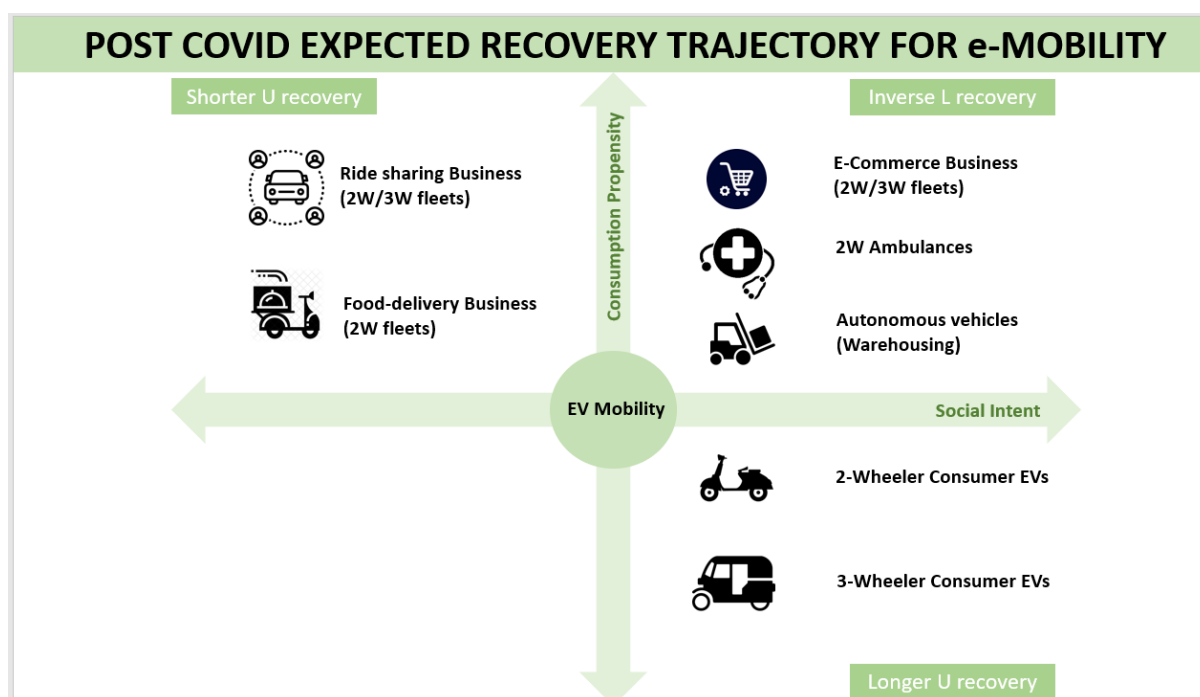 POST COVID EXPECTED RECOVERY TRAJECTORY FOR e-MOBILITY
Shorter U recovery
Inverse L recovery
Consumption Propensity
Ride sharing Business
(2W/3W fleets)
Food-delivery Business
(2W fleets)
E-Commerce Business
(2W/3W fleets)
2W Ambulances
Autonomous vehicles
(Warehousing)
EV Mobility
Social Intent
2-Wheeler Consumer EVs
3-Wheeler Consumer EVs
Longer U recovery